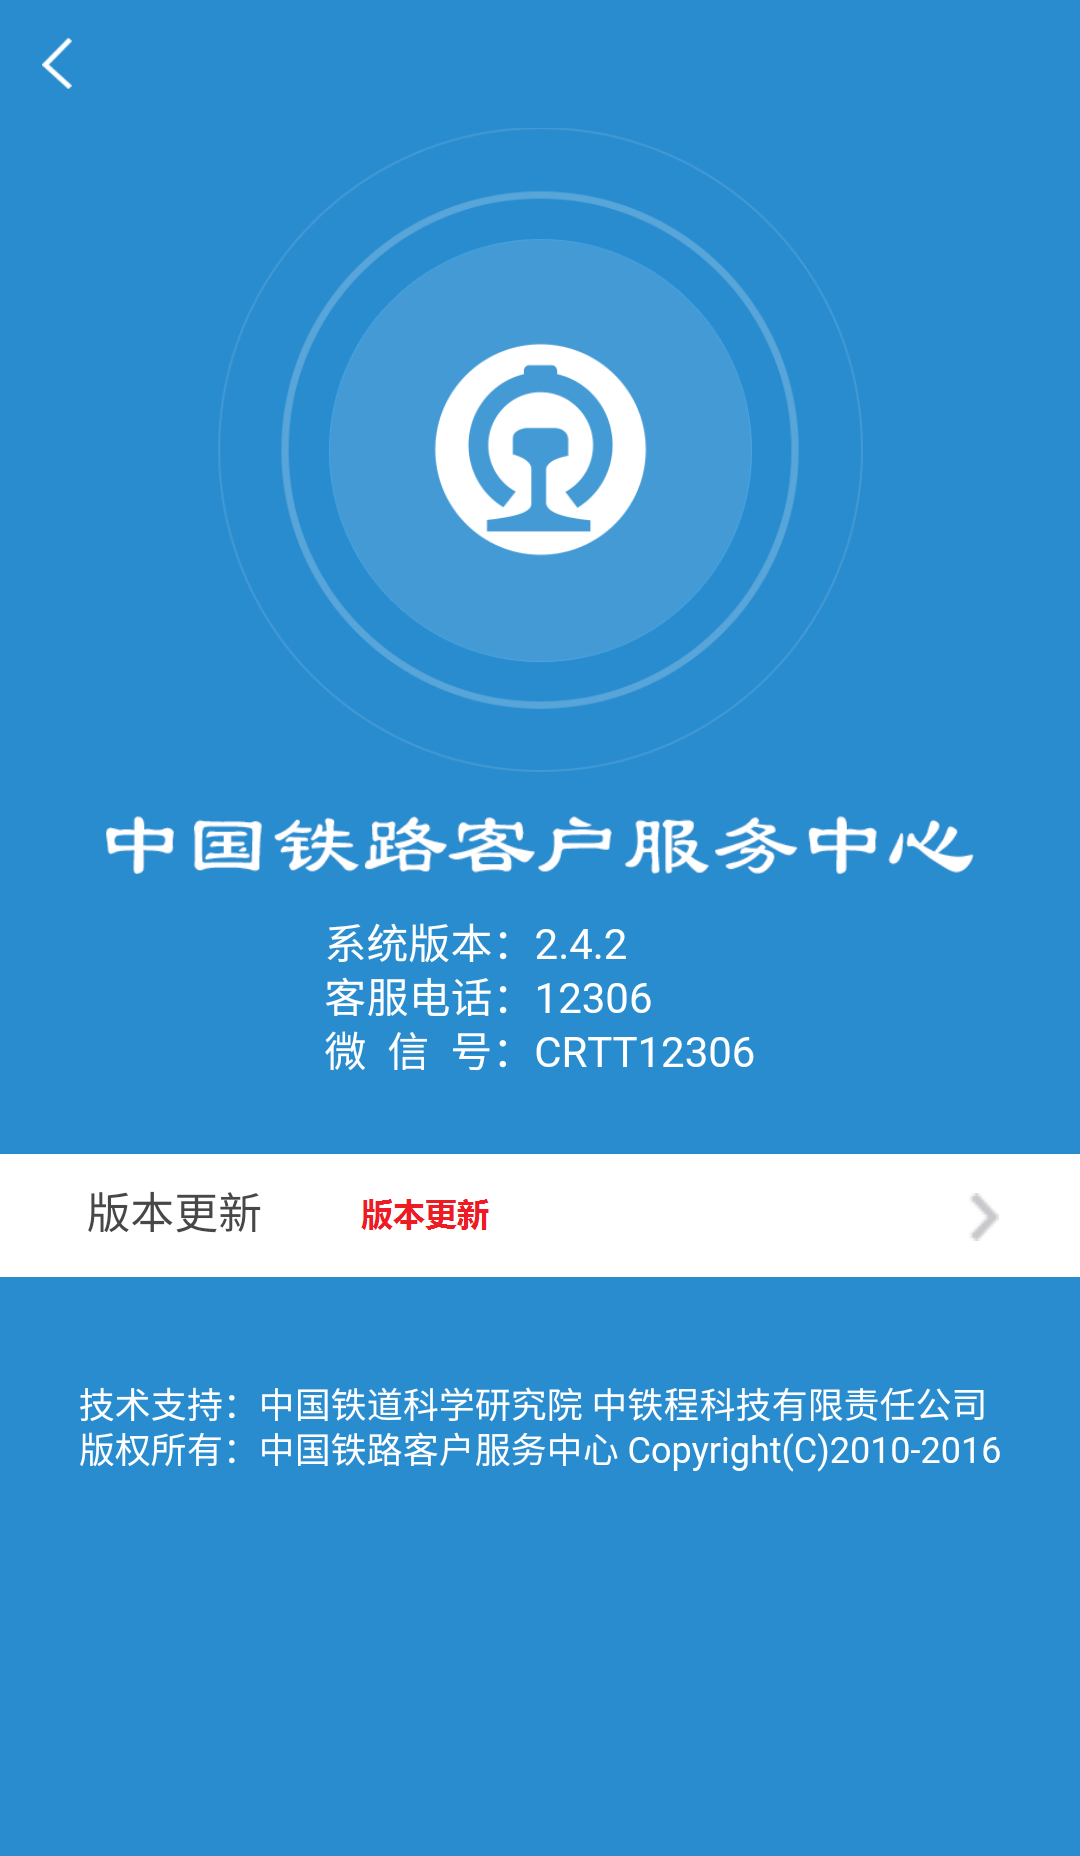 中国铁路客户服务中心
系统版本：2.4.2
客服电话：12306
微 信 号：CRTT12306
版本更新 版本更新
技术支持：中国铁道科学研究院 中铁程科技有限责任公司
版权所有：中国铁路客户服务中心 Copyright(C)2010-2016